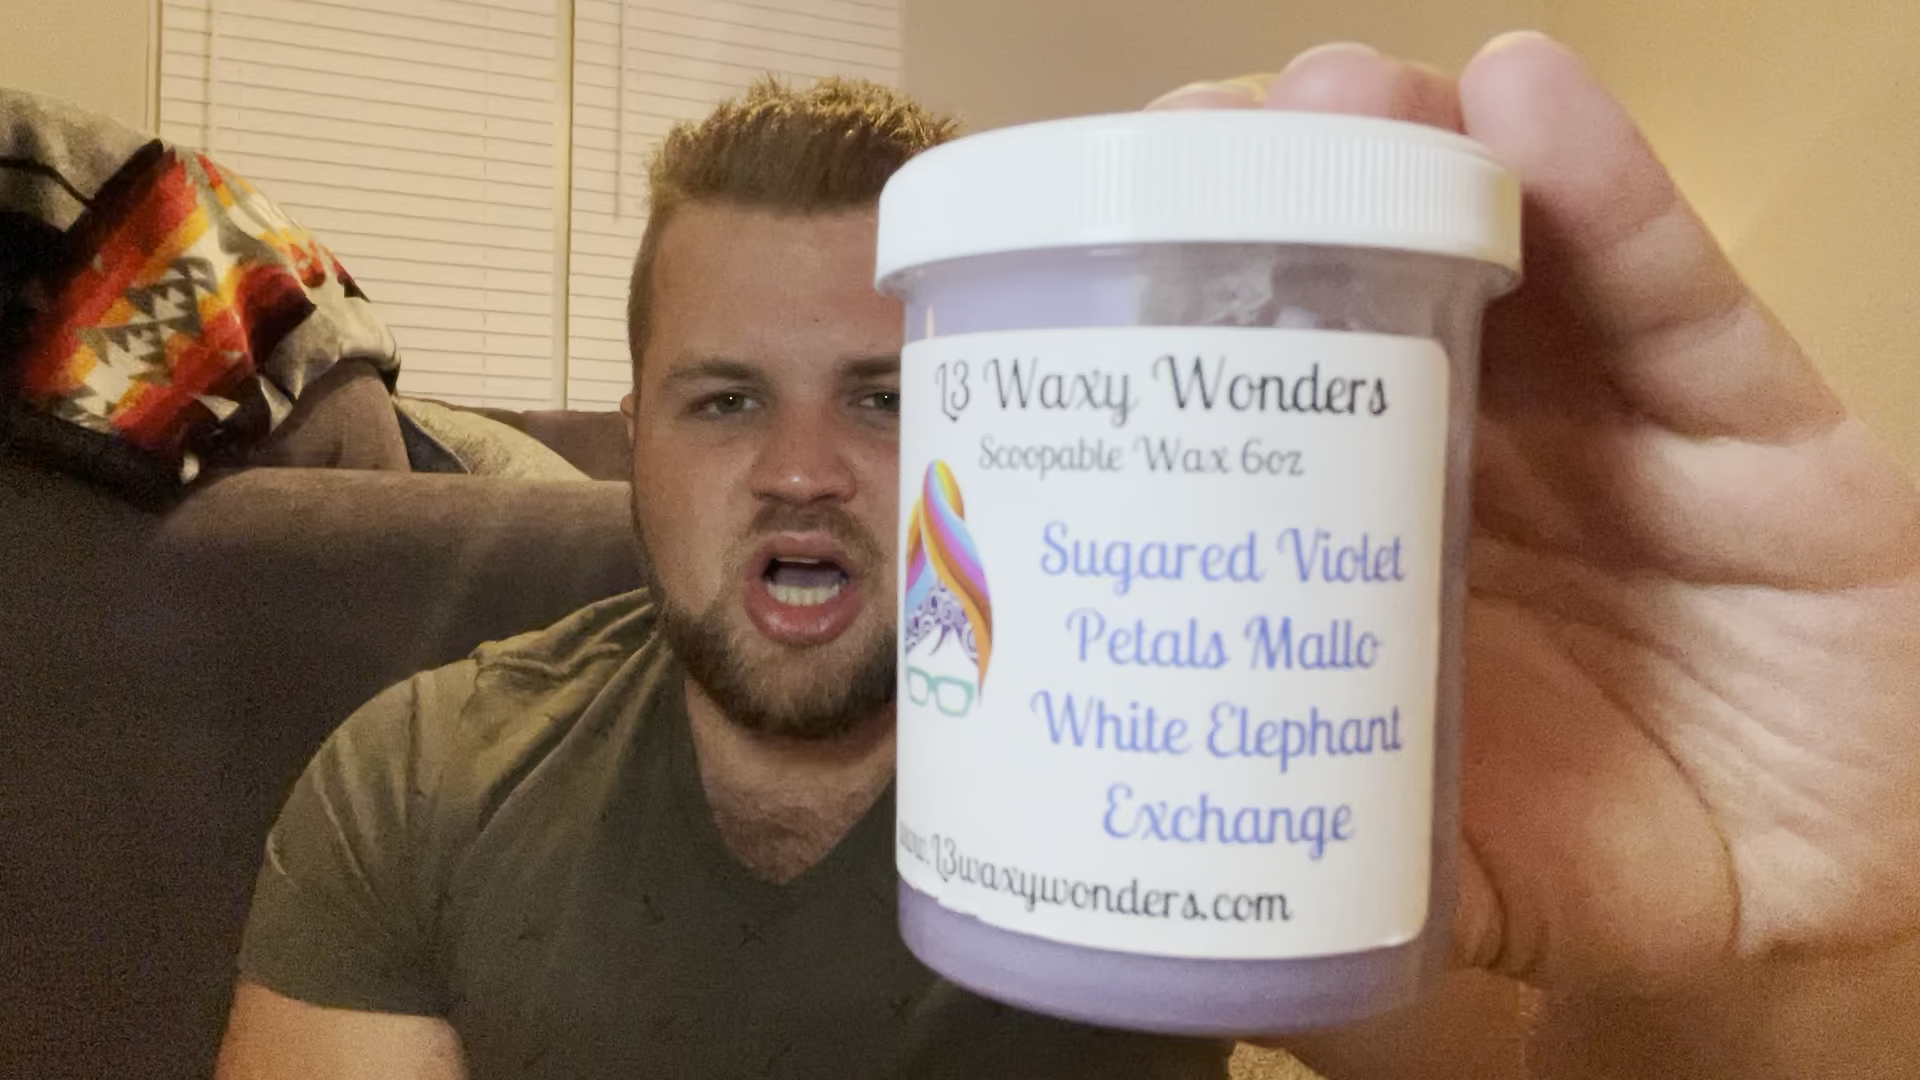 L3 Waxy Wonders
Scoopable Wax 6oz
Sugared Violet
Petals Mallo
White Elephant
Exchange
www.L3waxywonders.com